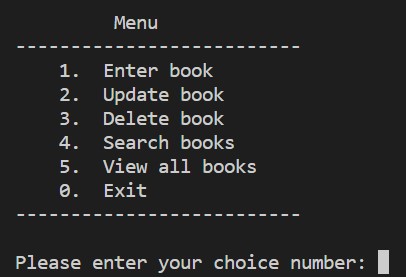 Menu
--------------------------
1. Enter book
2. Update book
3. Delete book
4. Search books
5. View all books
0. Exit
--------------------------
Please enter your choice number: